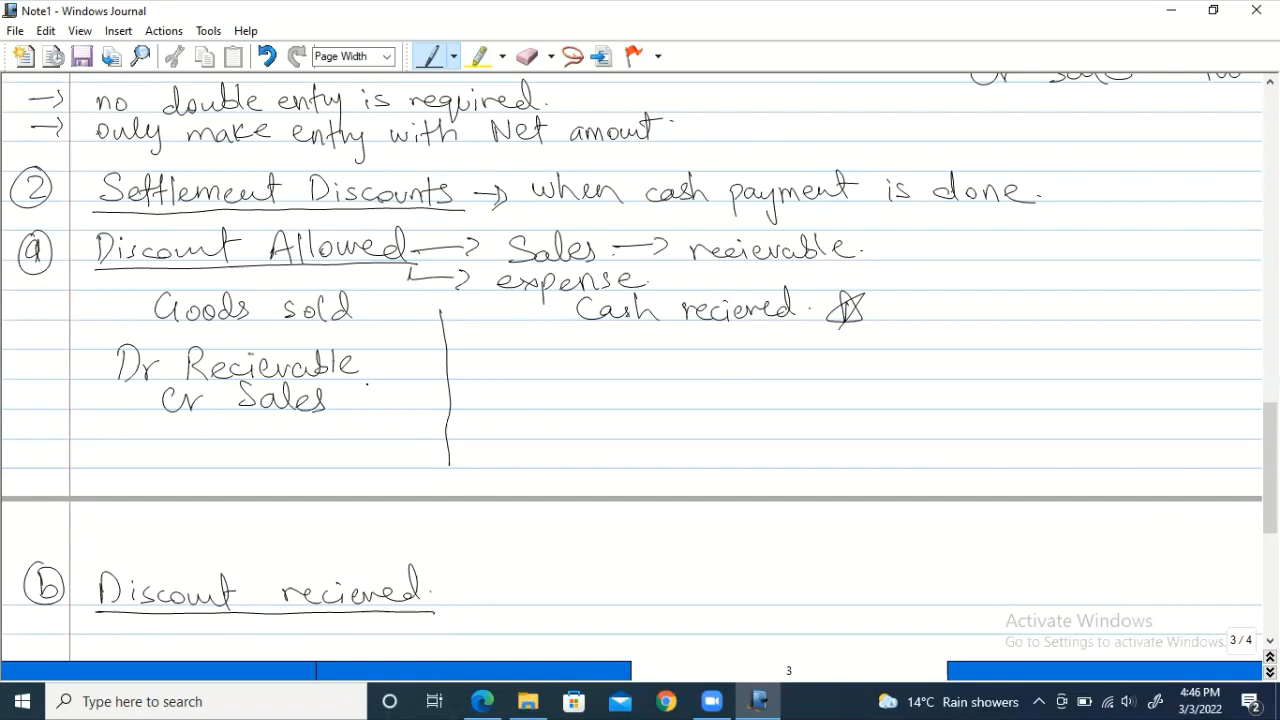 Note1 - Windows Journal
File Edit View Insert Actions Tools Help
Page Width
→ no double entry is required.
→ only make entry with Net amount.
② Settlement Discounts → when cash payment is done.
ⓐ Discount Allowed → Sales → recievable.
→ expense.
Goods sold
Cash recieved.
Dr Recievable
Cr Sales
ⓑ Discount recieved.
Activate Windows
Go to Settings to activate Windows.
3 / 4
3
Type here to search
14°C Rain showers
4:46 PM
3/3/2022
2